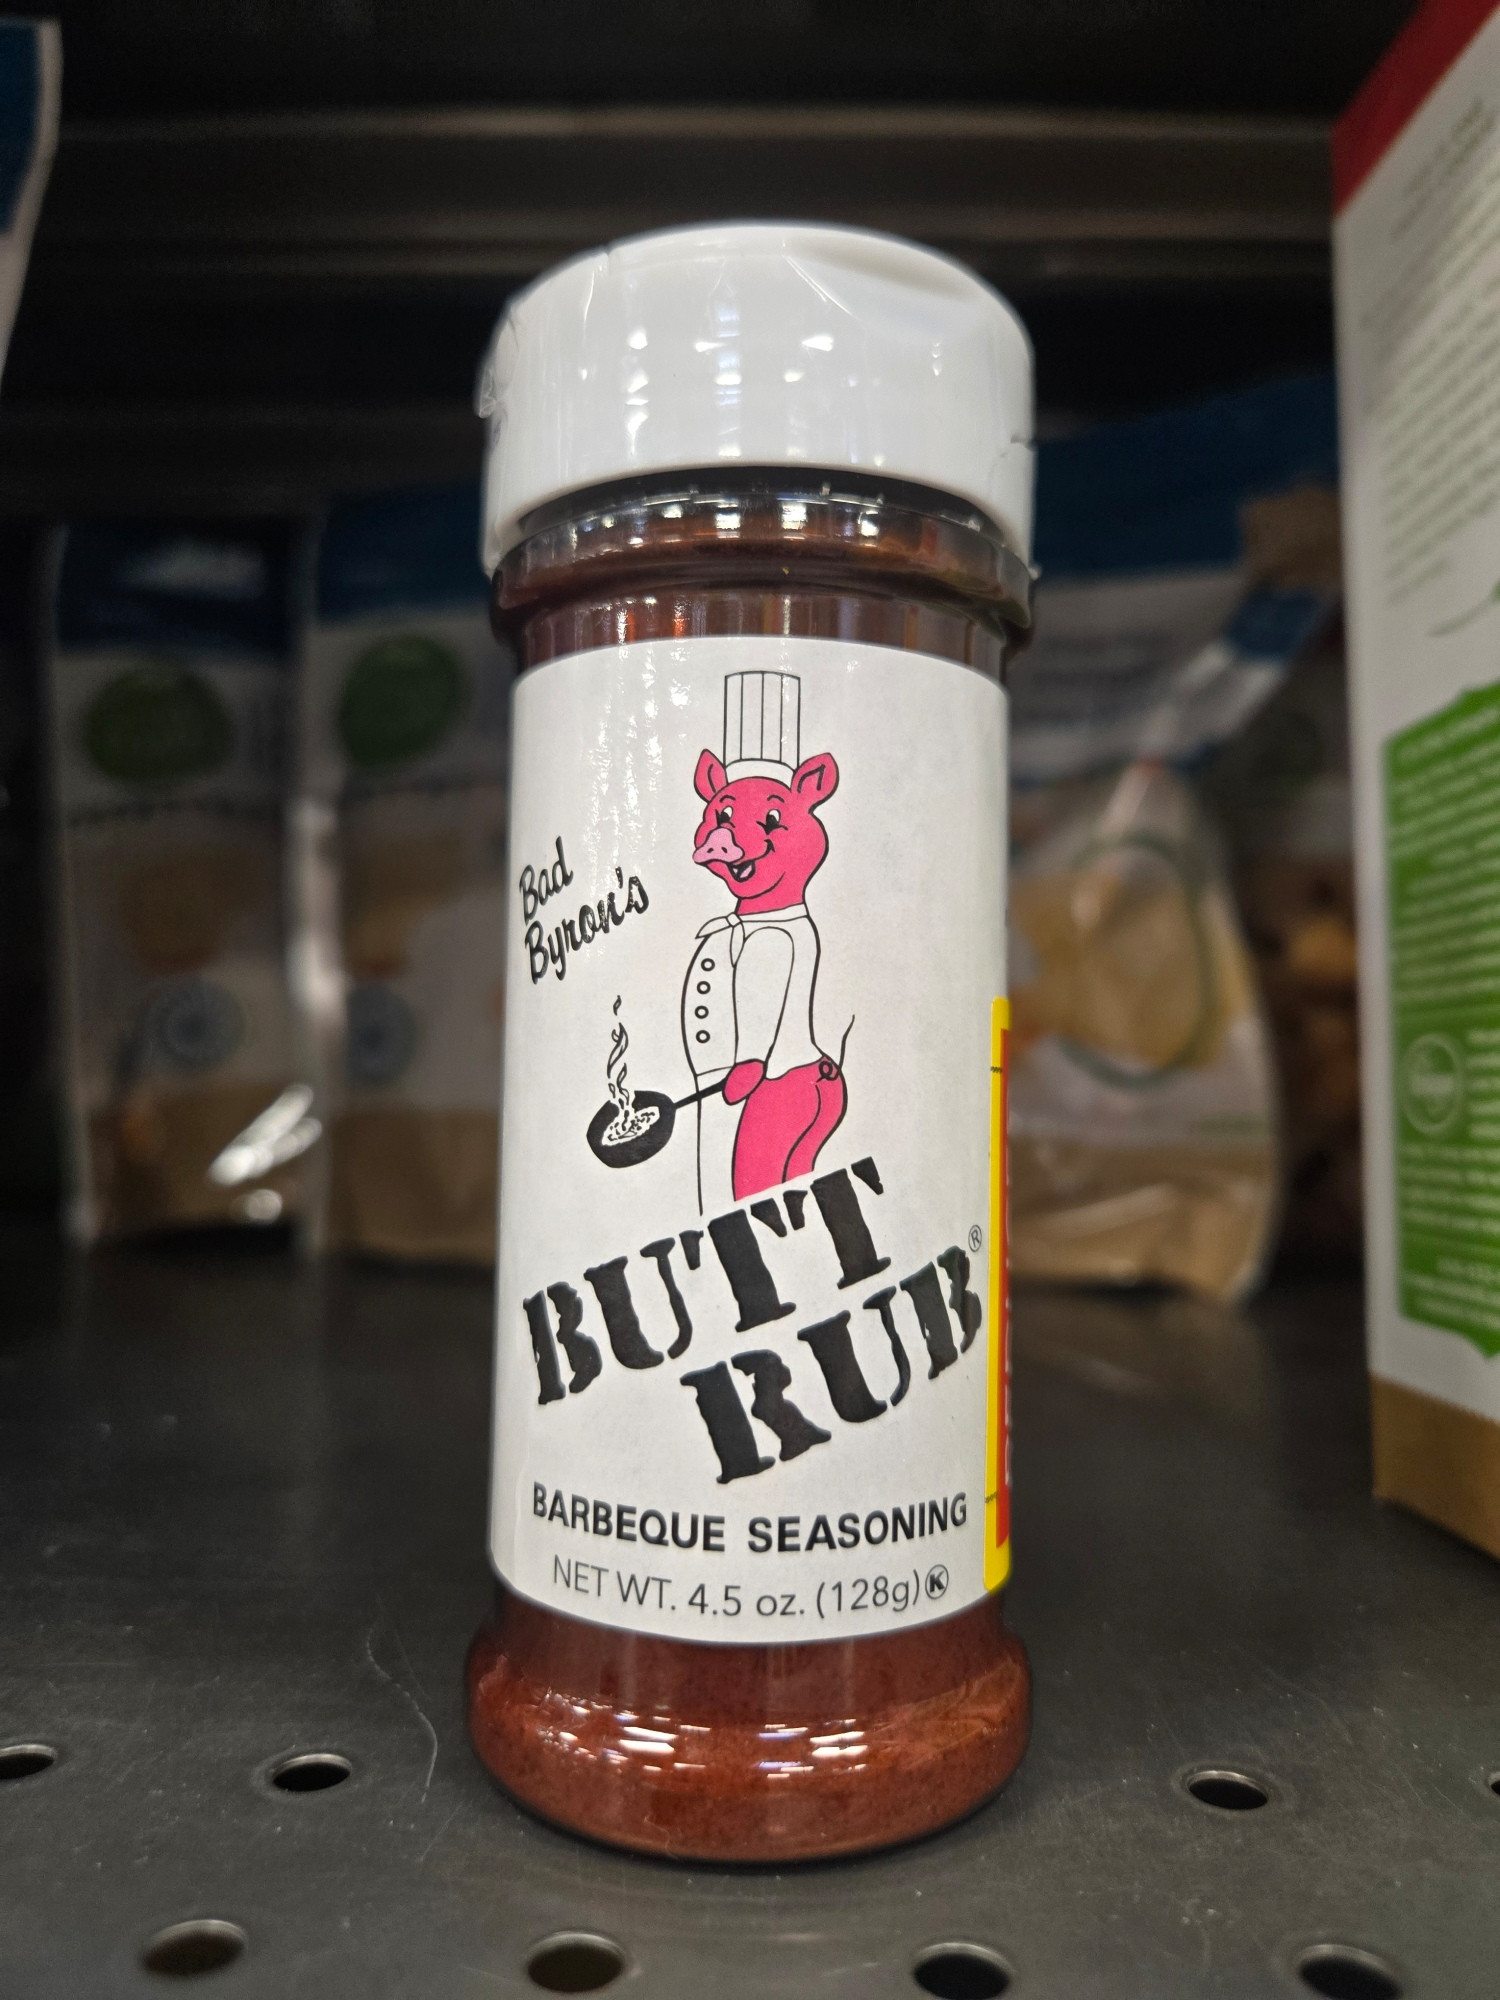 Bad
Byron's
BUTT
RUB®
BARBEQUE SEASONING
NET WT. 4.5 oz. (128g) K